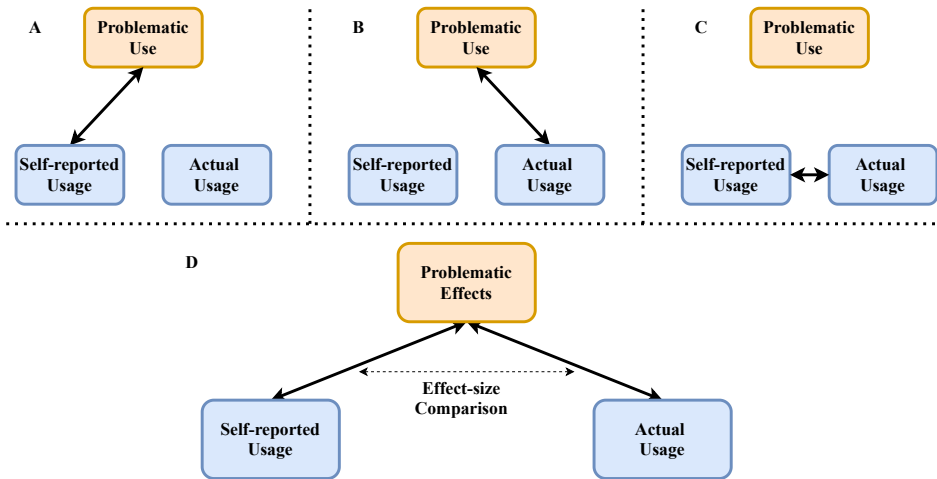 A
Problematic
Use
Self-reported
Usage
Actual
Usage
B
Problematic
Use
Self-reported
Usage
Actual
Usage
C
Problematic
Use
Self-reported
Usage
Actual
Usage
D
Problematic
Effects
Effect-size
Comparison
Self-reported
Usage
Actual
Usage